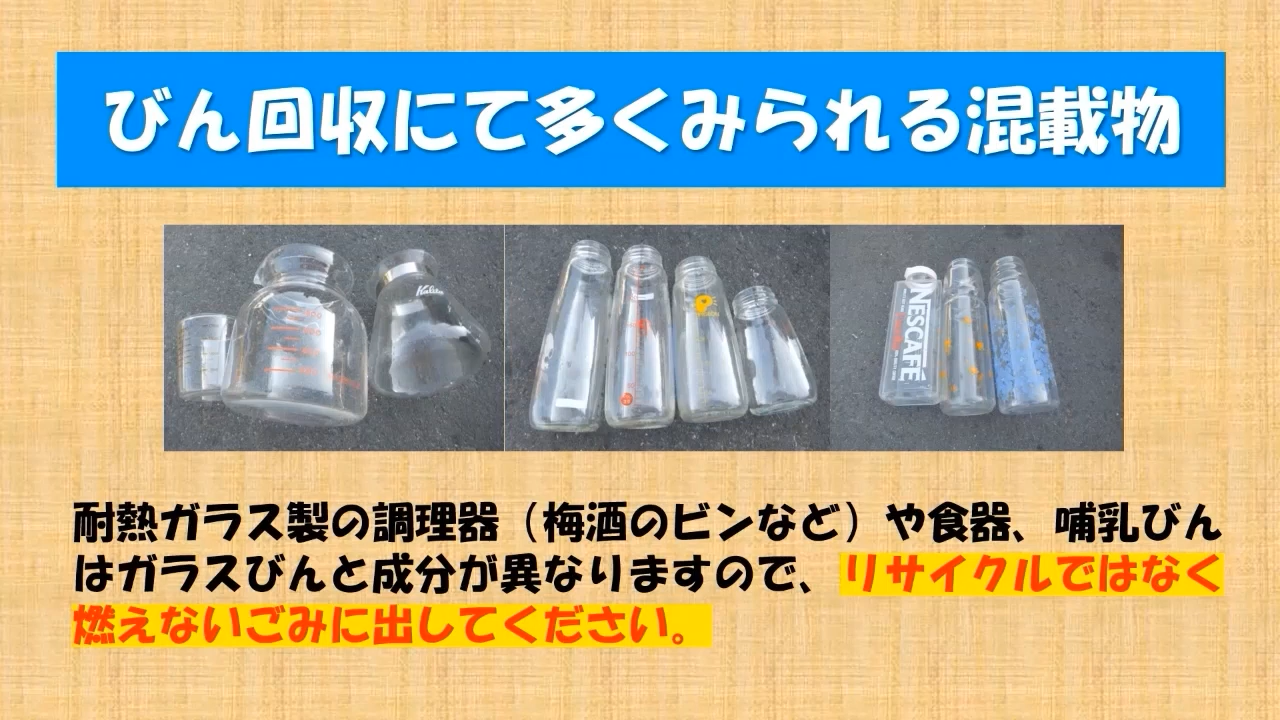 びん回収にて多くみられる混載物
Kalita
NESCAFÉ
耐熱ガラス製の調理器（梅酒のビンなど）や食器、哺乳びん
はガラスびんと成分が異なりますので、リサイクルではなく
燃えないごみに出してください。